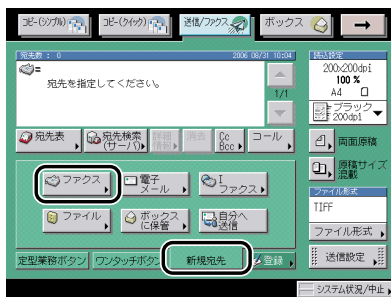 コピー(シンプル)
コピー(クイック)
送信/ファクス
ボックス
宛先数 : 0
2006 08/31 10:04
宛先を指定してください。
1/1
読込設定
200x200dpi
100 %
A4
ブラック
200dpi
宛先表
宛先検索
(サーバ)
詳細
情報
消去
Cc
Bcc
コール
両面原稿
原稿サイズ
混載
ファクス
電子
メール
I
ファクス
ファイル
ボックス
に保管
自分へ
送信
ファイル形式
TIFF
ファイル形式
定型業務ボタン
ワンタッチボタン
新規宛先
登録
送信設定
システム状況/中止